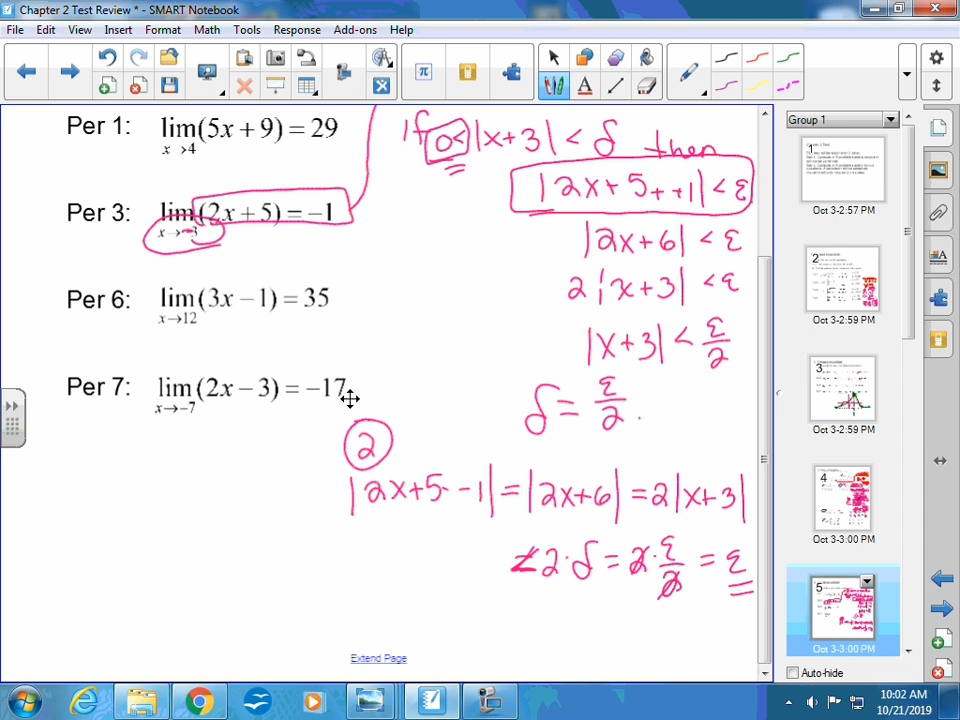 Chapter 2 Test Review * - SMART Notebook
File Edit View Insert Format Math Tools Response Add-ons Help
Per 1: lim(5x + 9) = 29
x → 4
If 0 < |x+3| < δ then
Per 3: lim(2x + 5) = −1
x → −3
|2x + 5 + +1| < ε
|2x+6| < ε
2|x+3| < ε
Per 6: lim(3x − 1) = 35
x→12
|x+3| < ε/2
Per 7: lim(2x − 3) = −17
x→−7
δ = ε/2.
2
|2x+5 - -1| = |2x+6| = 2|x+3|
< 2·δ = 2·ε/2 = ε
Extend Page
Group 1
1
Oct 3-2:57 PM
2
Oct 3-2:59 PM
3
Oct 3-2:59 PM
4
Oct 3-3:00 PM
5
Oct 3-3:00 PM
Auto-hide
10:02 AM
10/21/2019